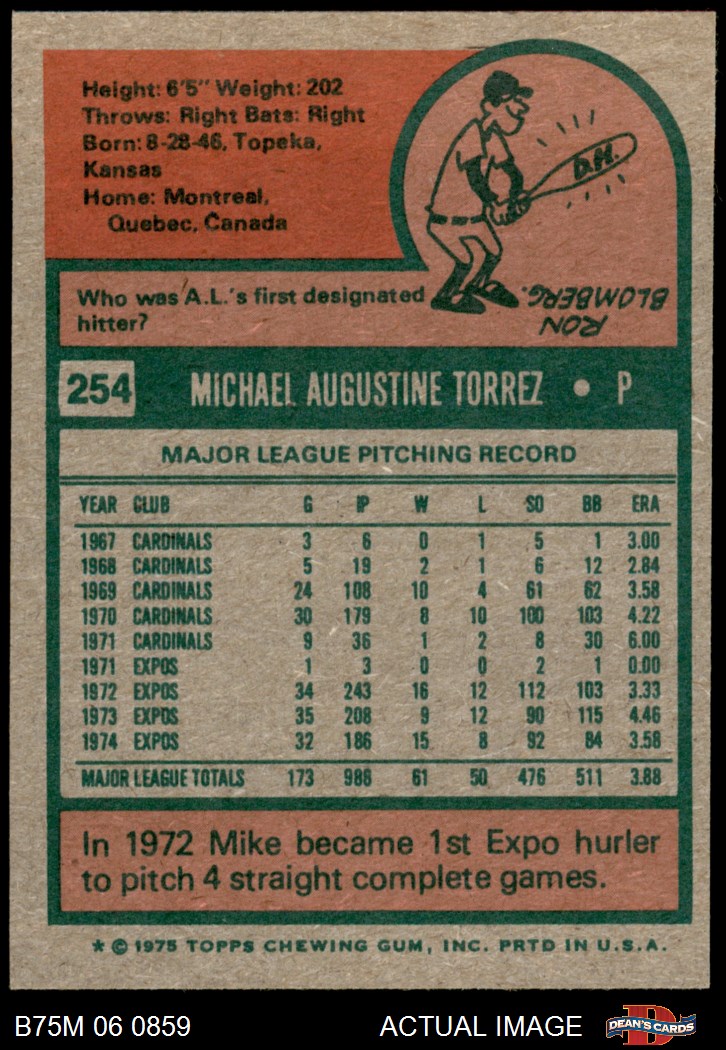 Height: 6'5" Weight: 202
Throws: Right Bats: Right
Born: 8-28-46, Topeka,
Kansas
Home: Montreal,
Quebec, Canada
D.H.
Who was A.L.'s first designated
hitter?
RON
BLOMBERG.
254 MICHAEL AUGUSTINE TORREZ • P
MAJOR LEAGUE PITCHING RECORD
YEAR CLUB G IP W L SO BB ERA
1967 CARDINALS 3 6 0 1 5 1 3.00
1968 CARDINALS 5 19 2 1 6 12 2.84
1969 CARDINALS 24 108 10 4 61 62 3.58
1970 CARDINALS 30 179 8 10 100 103 4.22
1971 CARDINALS 9 36 1 2 8 30 6.00
1971 EXPOS 1 3 0 0 2 1 0.00
1972 EXPOS 34 243 16 12 112 103 3.33
1973 EXPOS 35 208 9 12 90 115 4.46
1974 EXPOS 32 186 15 8 92 84 3.58
MAJOR LEAGUE TOTALS 173 988 61 50 476 511 3.88
In 1972 Mike became 1st Expo hurler
to pitch 4 straight complete games.
* © 1975 TOPPS CHEWING GUM, INC. PRTD IN U.S.A.
B75M 06 0859 ACTUAL IMAGE D DEAN'S CARDS